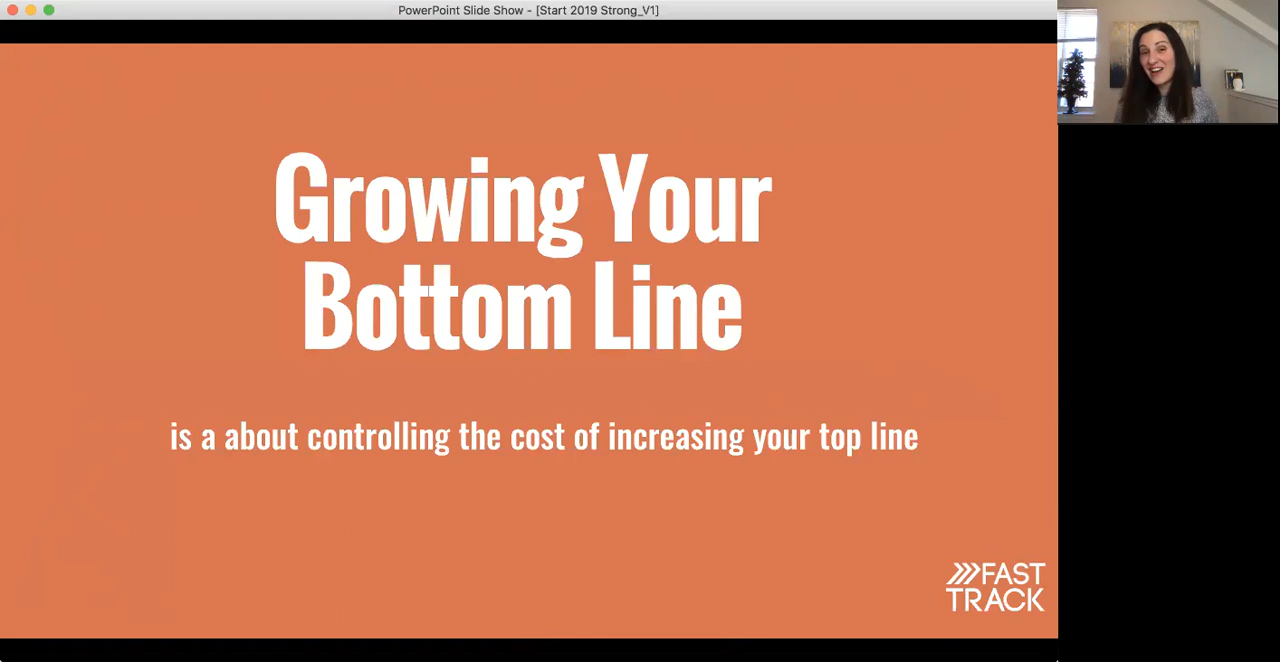 PowerPoint Slide Show - [Start 2019 Strong_V1]
Growing Your
Bottom Line
is a about controlling the cost of increasing your top line
FAST
TRACK